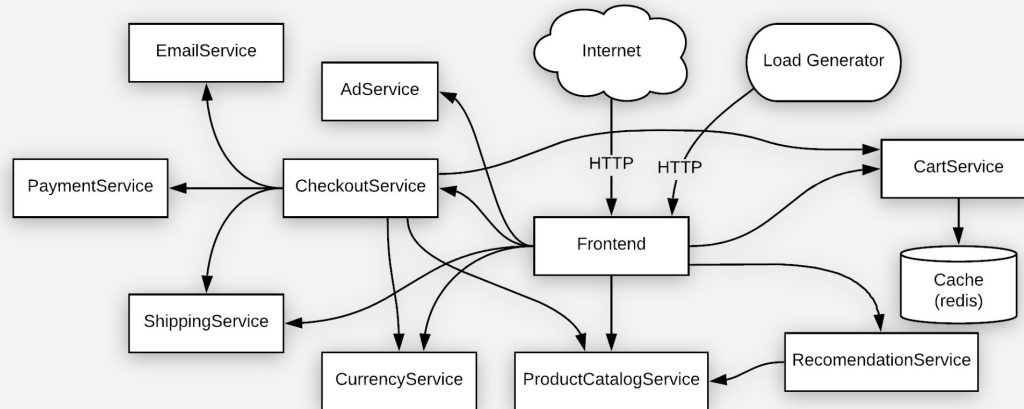 EmailService
Internet
Load Generator
AdService
HTTP
HTTP
CartService
PaymentService
CheckoutService
Frontend
Cache
(redis)
ShippingService
RecomendationService
CurrencyService
ProductCatalogService